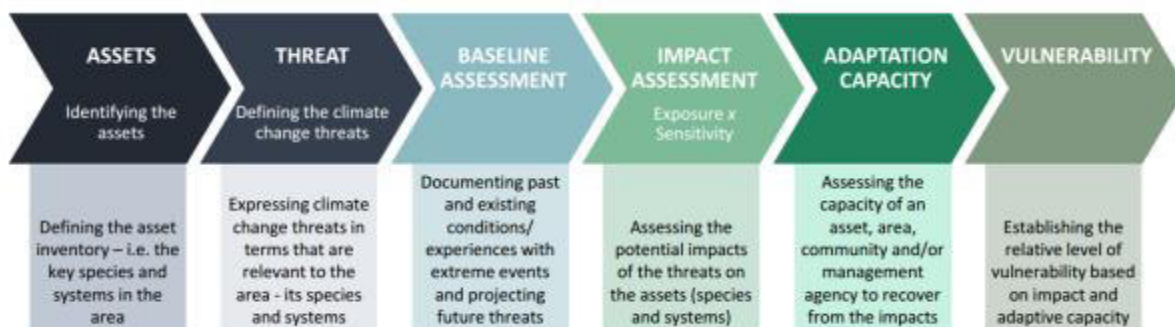 ASSETS
Identifying the
assets
Defining the asset
inventory – i.e. the
key species and
systems in the
area
THREAT
Defining the climate
change threats
Expressing climate
change threats in
terms that are
relevant to the
area - its species
and systems
BASELINE
ASSESSMENT
Documenting past
and existing
conditions/
experiences with
extreme events
and projecting
future threats
IMPACT
ASSESSMENT
Exposure x
Sensitivity
Assessing the
potential impacts
of the threats on
the assets (species
and systems)
ADAPTATION
CAPACITY
Assessing the
capacity of an
asset, area,
community and/or
management
agency to recover
from the impacts
VULNERABILITY
Establishing the
relative level of
vulnerability based
on impact and
adaptive capacity